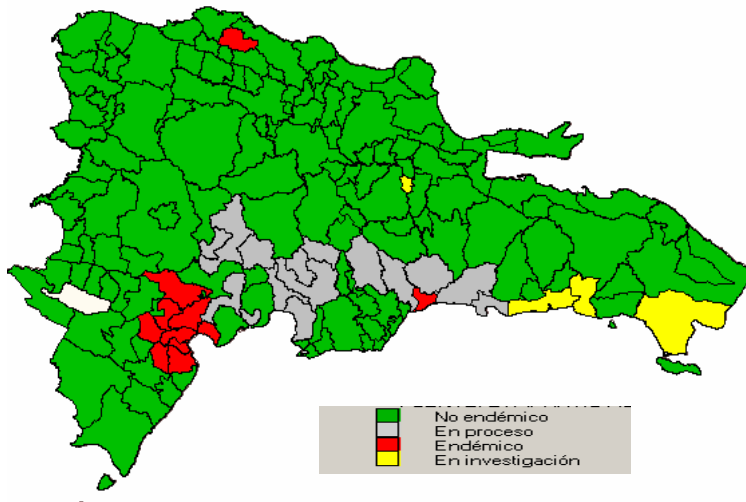 No endémico
En proceso
Endémico
En investigación